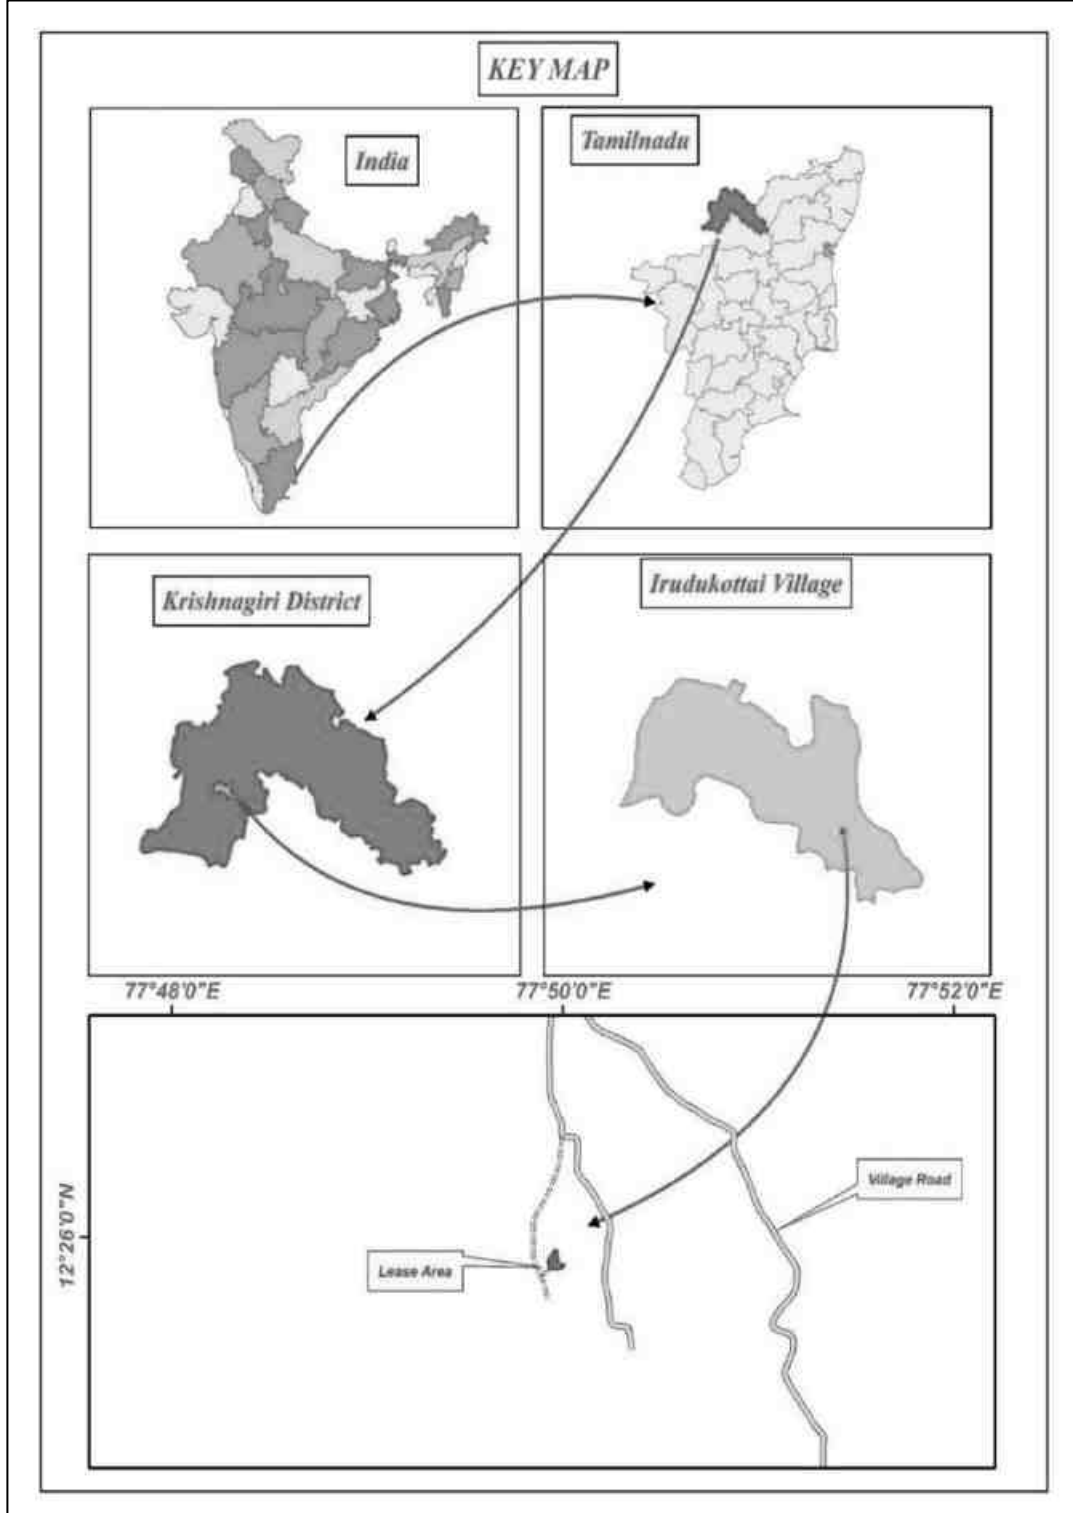 KEY MAP
India
Tamilnadu
Krishnagiri District
Irudukottai Village
77°48'0"E
77°50'0"E
77°52'0"E
12°26'0"N
Village Road
Lease Area